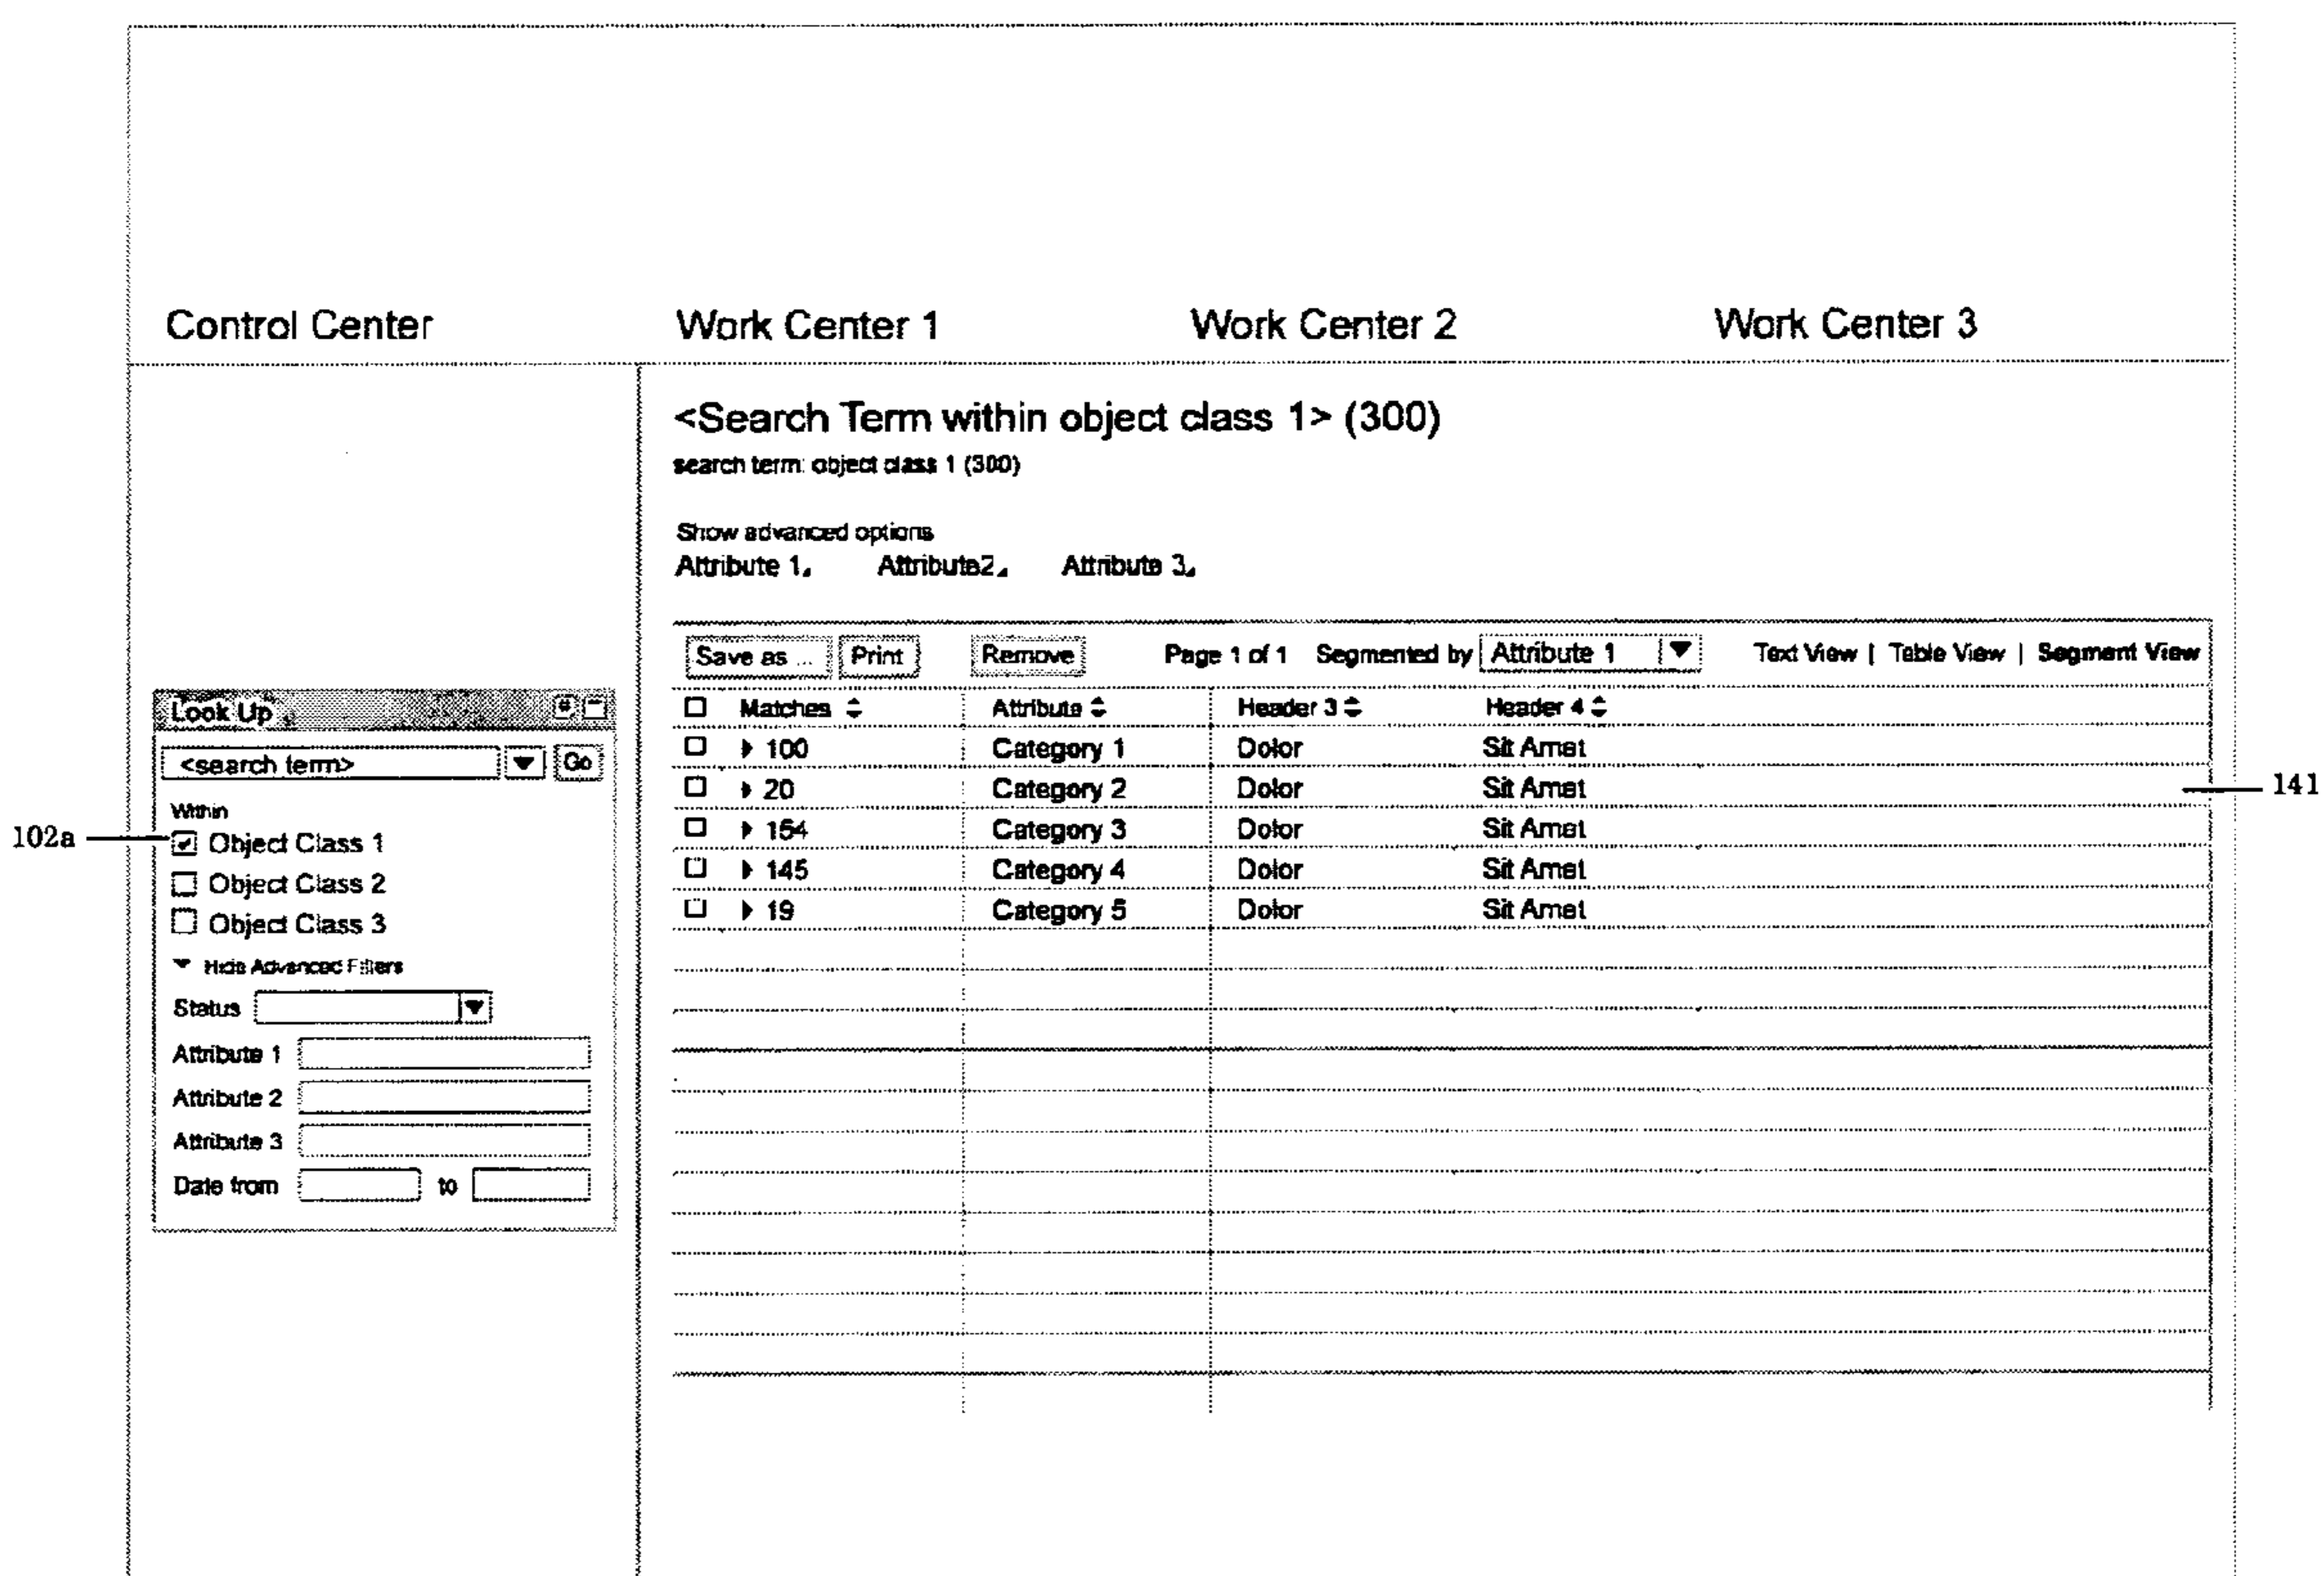 Control Center Work Center 1 Work Center 2 Work Center 3
<Search Term within object class 1> (300)
search term: object class 1 (300)
Show advanced options
Attribute 1 Attribute2 Attribute 3
Save as ... Print Remove Page 1 of 1 Segmented by Attribute 1 Text View | Table View | Segment View
Matches Attribute Header 3 Header 4
100 Category 1 Dolor Sit Amet
20 Category 2 Dolor Sit Amet
154 Category 3 Dolor Sit Amet
145 Category 4 Dolor Sit Amet
19 Category 5 Dolor Sit Amet
141
Look Up
<search term> Go
Within
102a
Object Class 1
Object Class 2
Object Class 3
Hide Advanced Filters
Status
Attribute 1
Attribute 2
Attribute 3
Date from to